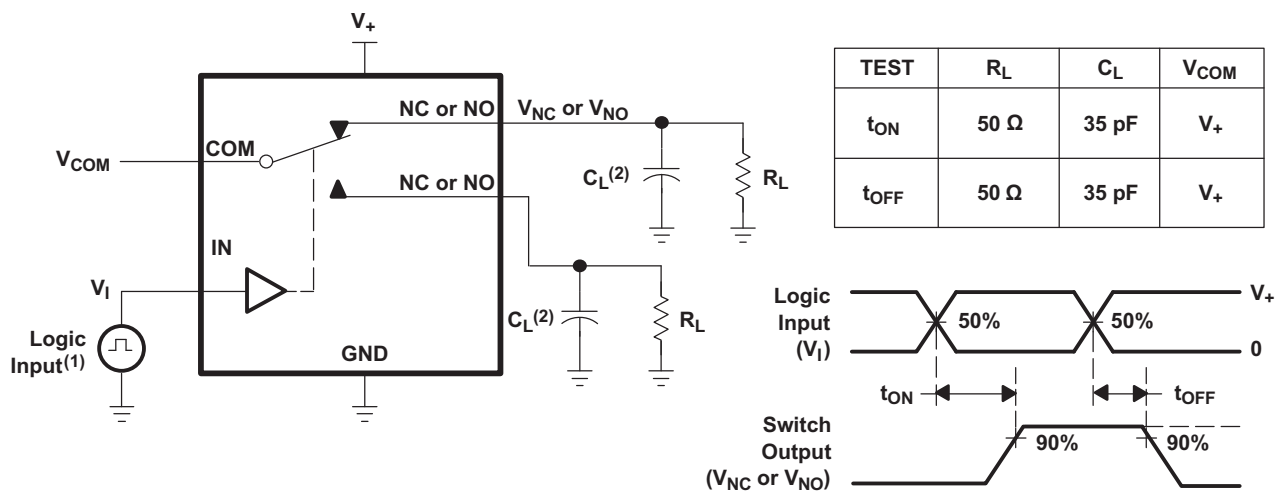 V+
NC or NO
VNC or VNO
COM
VCOM
CL(2)
RL
NC or NO
IN
VI
CL(2)
RL
Logic
Input(1)
GND
TEST RL CL VCOM
tON 50 Ω 35 pF V+
tOFF 50 Ω 35 pF V+
Logic
Input
(VI)
50%
50%
V+
0
tON
tOFF
Switch
Output
(VNC or VNO)
90%
90%